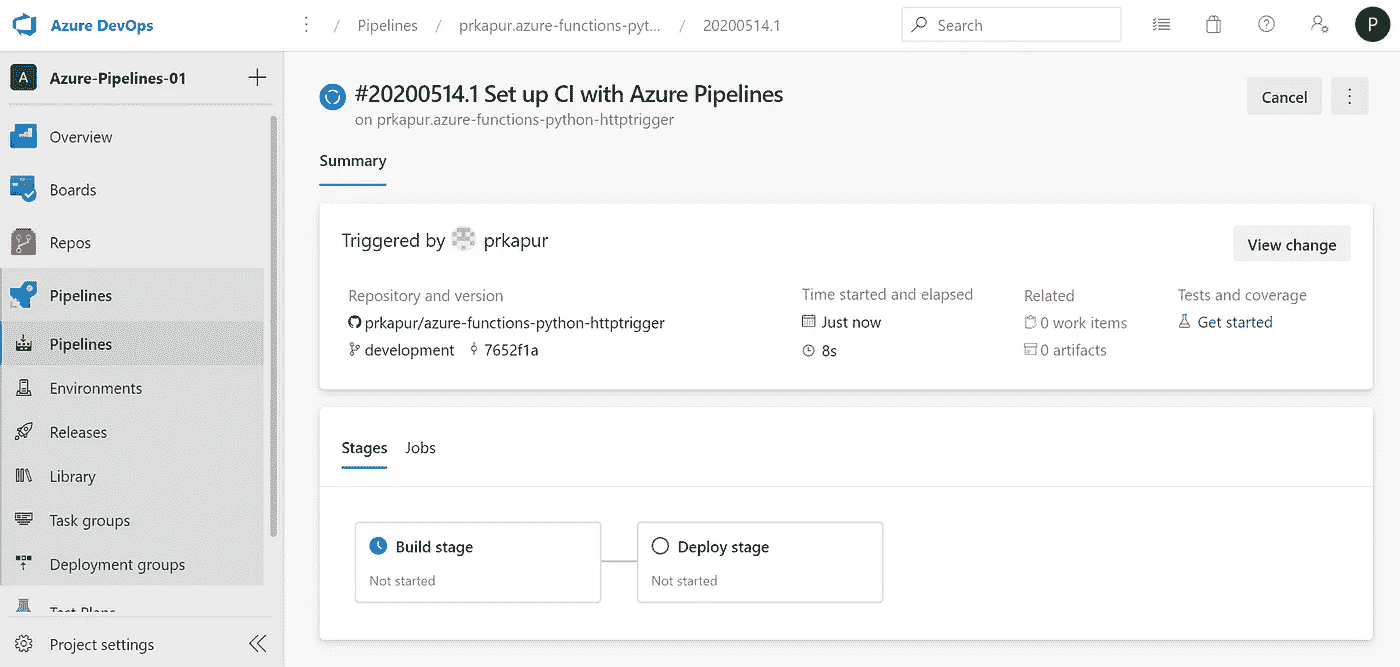 Azure DevOps
/ Pipelines / prkapur.azure-functions-pyt... / 20200514.1
Search
P
A Azure-Pipelines-01
Overview
Boards
Repos
Pipelines
Pipelines
Environments
Releases
Library
Task groups
Deployment groups
Test Plans
Project settings
#20200514.1 Set up CI with Azure Pipelines
on prkapur.azure-functions-python-httptrigger
Cancel
Summary
Triggered by prkapur
View change
Repository and version
prkapur/azure-functions-python-httptrigger
development 7652f1a
Time started and elapsed
Just now
8s
Related
0 work items
0 artifacts
Tests and coverage
Get started
Stages Jobs
Build stage
Not started
Deploy stage
Not started